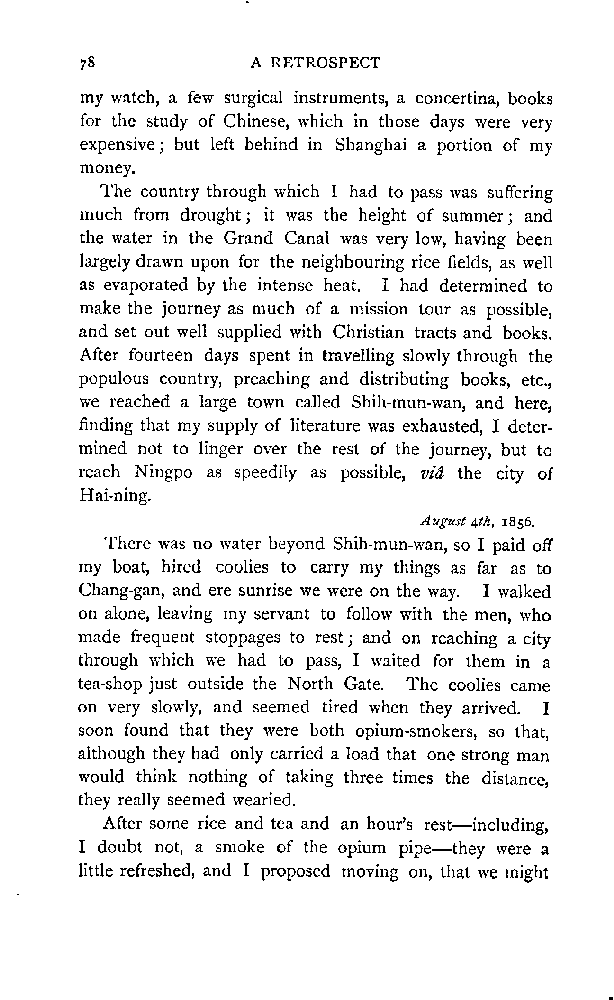 78 A RETROSPECT
my watch, a few surgical instruments, a concertina, books
for the study of Chinese, which in those days were very
expensive; but left behind in Shanghai a portion of my
money.
The country through which I had to pass was suffering
much from drought; it was the height of summer; and
the water in the Grand Canal was very low, having been
largely drawn upon for the neighbouring rice fields, as well
as evaporated by the intense heat. I had determined to
make the journey as much of a mission tour as possible,
and set out well supplied with Christian tracts and books.
After fourteen days spent in travelling slowly through the
populous country, preaching and distributing books, etc.,
we reached a large town called Shih-mun-wan, and here,
finding that my supply of literature was exhausted, I deter-
mined not to linger over the rest of the journey, but to
reach Ningpo as speedily as possible, viâ the city of
Hai-ning.
August 4th, 1856.
There was no water beyond Shih-mun-wan, so I paid off
my boat, hired coolies to carry my things as far as to
Chang-gan, and ere sunrise we were on the way. I walked
on alone, leaving my servant to follow with the men, who
made frequent stoppages to rest; and on reaching a city
through which we had to pass, I waited for them in a
tea-shop just outside the North Gate. The coolies came
on very slowly, and seemed tired when they arrived. I
soon found that they were both opium-smokers, so that,
although they had only carried a load that one strong man
would think nothing of taking three times the distance,
they really seemed wearied.
After some rice and tea and an hour's rest—including,
I doubt not, a smoke of the opium pipe—they were a
little refreshed, and I proposed moving on, that we might